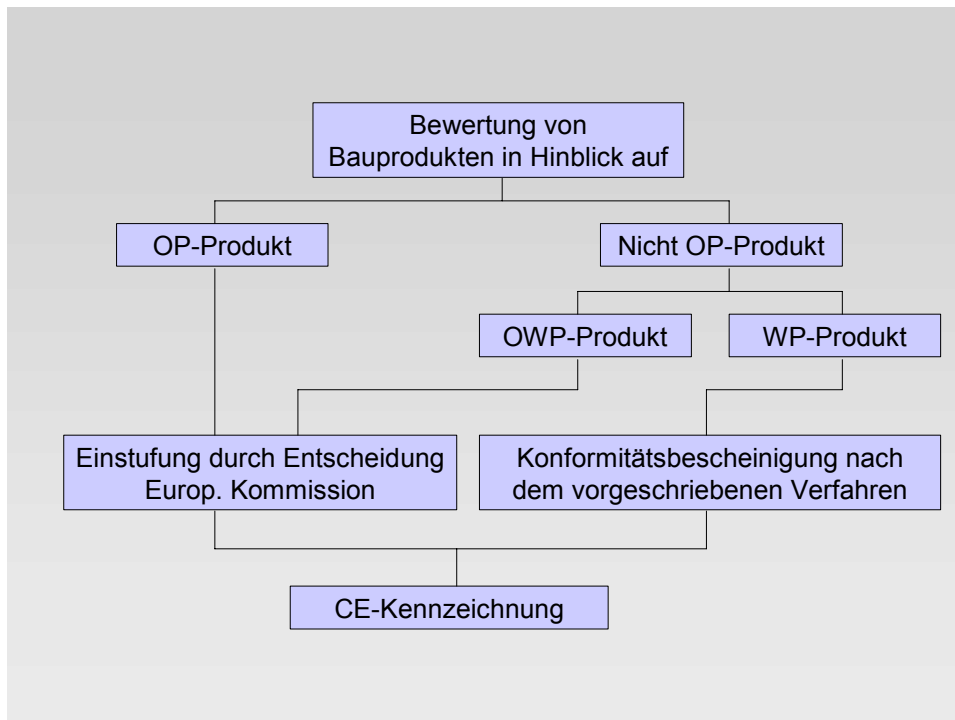 Bewertung von
Bauprodukten in Hinblick auf
OP-Produkt
Nicht OP-Produkt
OWP-Produkt
WP-Produkt
Einstufung durch Entscheidung
Europ. Kommission
Konformitätsbescheinigung nach
dem vorgeschriebenen Verfahren
CE-Kennzeichnung